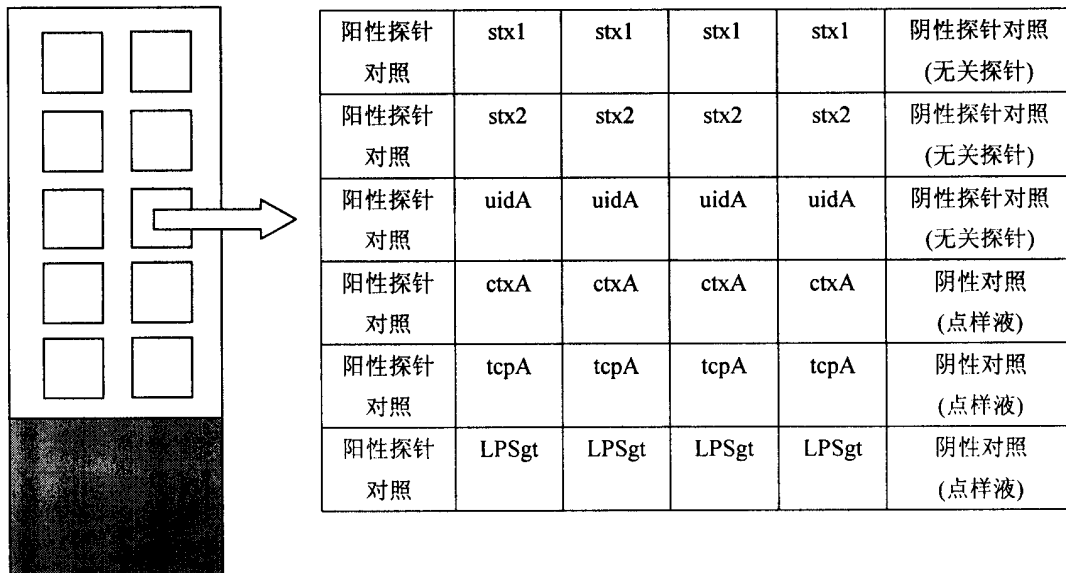 阳性探针 stx1 stx1 stx1 stx1 阴性探针对照
对照 (无关探针)
阳性探针 stx2 stx2 stx2 stx2 阴性探针对照
对照 (无关探针)
阳性探针 uidA uidA uidA uidA 阴性探针对照
对照 (无关探针)
阳性探针 ctxA ctxA ctxA ctxA 阴性对照
对照 (点样液)
阳性探针 tcpA tcpA tcpA tcpA 阴性对照
对照 (点样液)
阳性探针 LPSgt LPSgt LPSgt LPSgt 阴性对照
对照 (点样液)